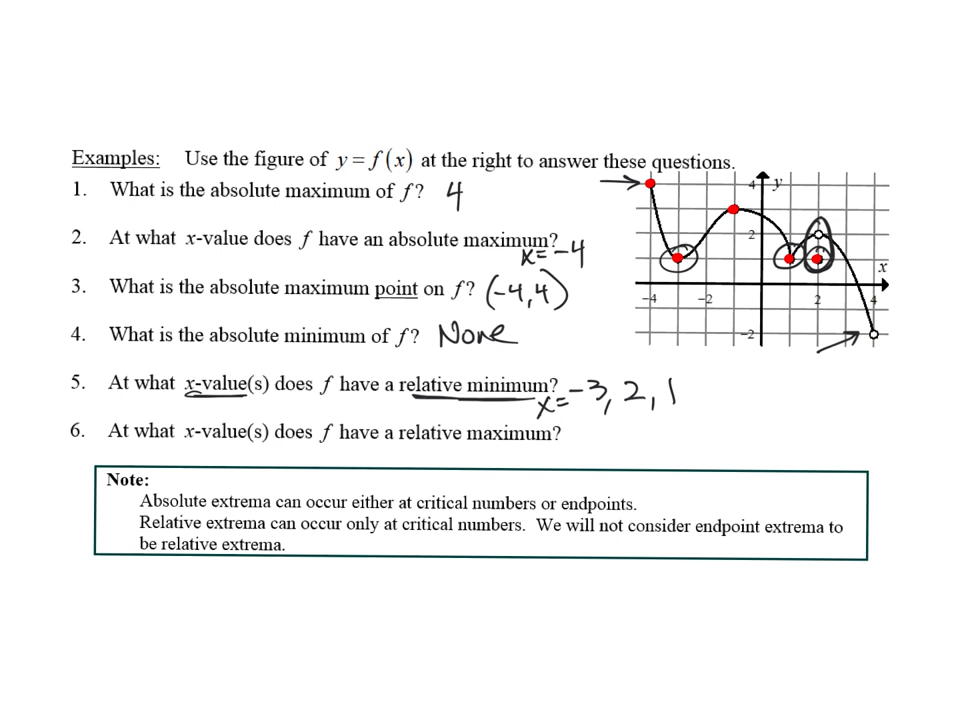 Examples: Use the figure of y = f(x) at the right to answer these questions.
1. What is the absolute maximum of f? 4
2. At what x-value does f have an absolute maximum? x = -4
3. What is the absolute maximum point on f? (-4,4)
4. What is the absolute minimum of f? None
5. At what x-value(s) does f have a relative minimum? x = -3, 2, 1
6. At what x-value(s) does f have a relative maximum?
4 y
2
x
-4 -2 2 4
-2
Note:
Absolute extrema can occur either at critical numbers or endpoints.
Relative extrema can occur only at critical numbers. We will not consider endpoint extrema to
be relative extrema.